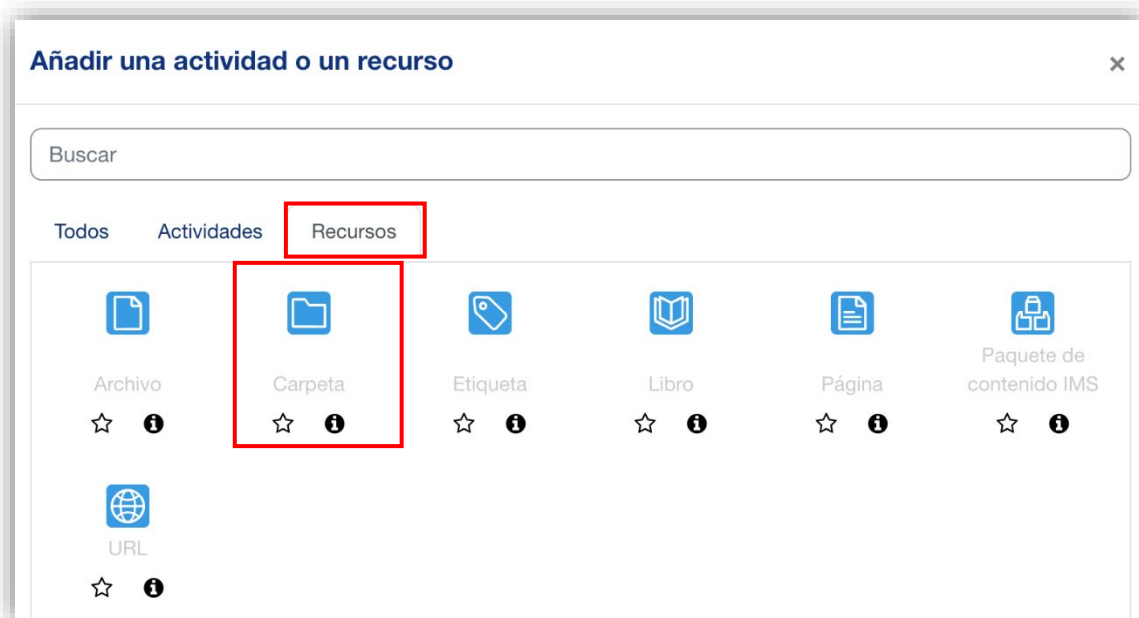 Añadir una actividad o un recurso
×
Buscar
Todos Actividades Recursos
Archivo Carpeta Etiqueta Libro Página Paquete de contenido IMS
URL